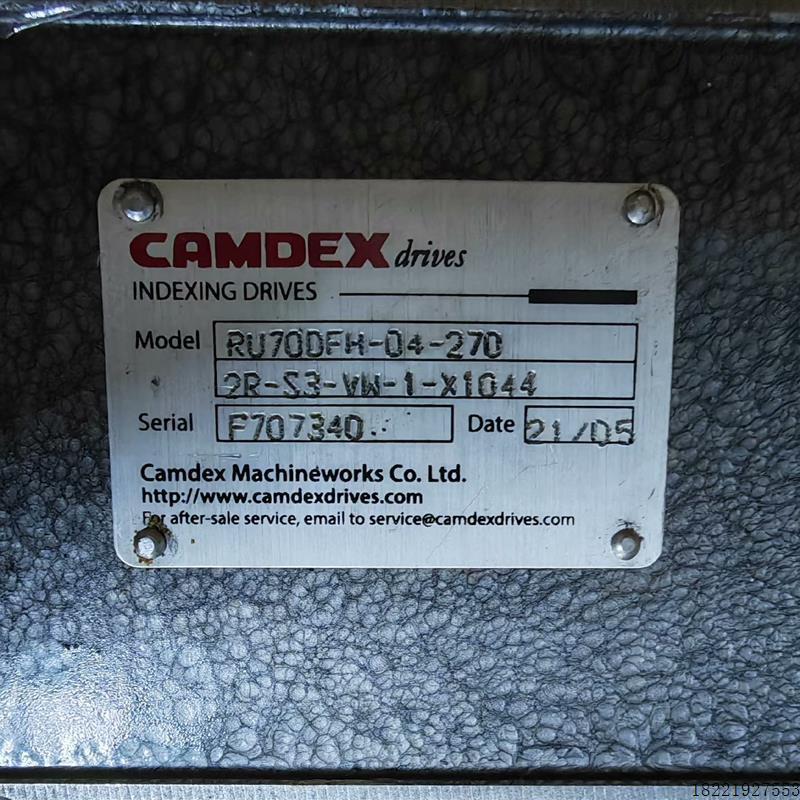 CAMDEX drives
INDEXING DRIVES
Model RU70DFH-04-270
2R-S3-VW-1-X1044
Serial F707340 Date 21/05
Camdex Machineworks Co. Ltd.
http://www.camdexdrives.com
For after-sale service, email to service@camdexdrives.com
18221927553